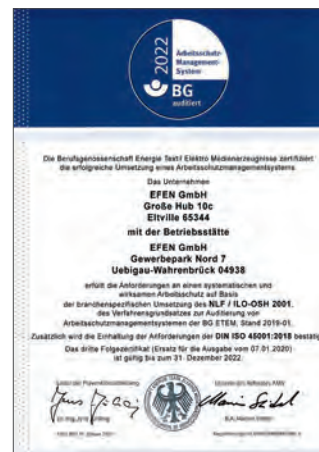 2022
Arbeitsschutz-
Management-
System
BG
auditiert
Die Berufsgenossenschaft Energie Textil Elektro Medienerzeugnisse zertifiziert
die erfolgreiche Umsetzung eines Arbeitsschutzmanagementsystems
Das Unternehmen
EFEN GmbH
Große Hub 10c
Eltville 65344
mit der Betriebsstätte
EFEN GmbH
Gewerbepark Nord 7
Uebigau-Wahrenbrück 04938
erfüllt die Anforderungen an einen systematischen und
wirksamen Arbeitsschutz auf Basis
der branchenspezifischen Umsetzung des NLF / ILO-OSH 2001,
des Verfahrensgrundsatzes zur Auditierung von
Arbeitsschutzmanagementsystemen der BG ETEM, Stand 2019-01.
Zusätzlich wird die Einhaltung der Anforderungen der DIN ISO 45001:2018 bestätig
Das dritte Folgezertifikat (Ersatz für die Ausgabe vom 07.01.2020)
ist gültig bis zum 31. Dezember 2022.